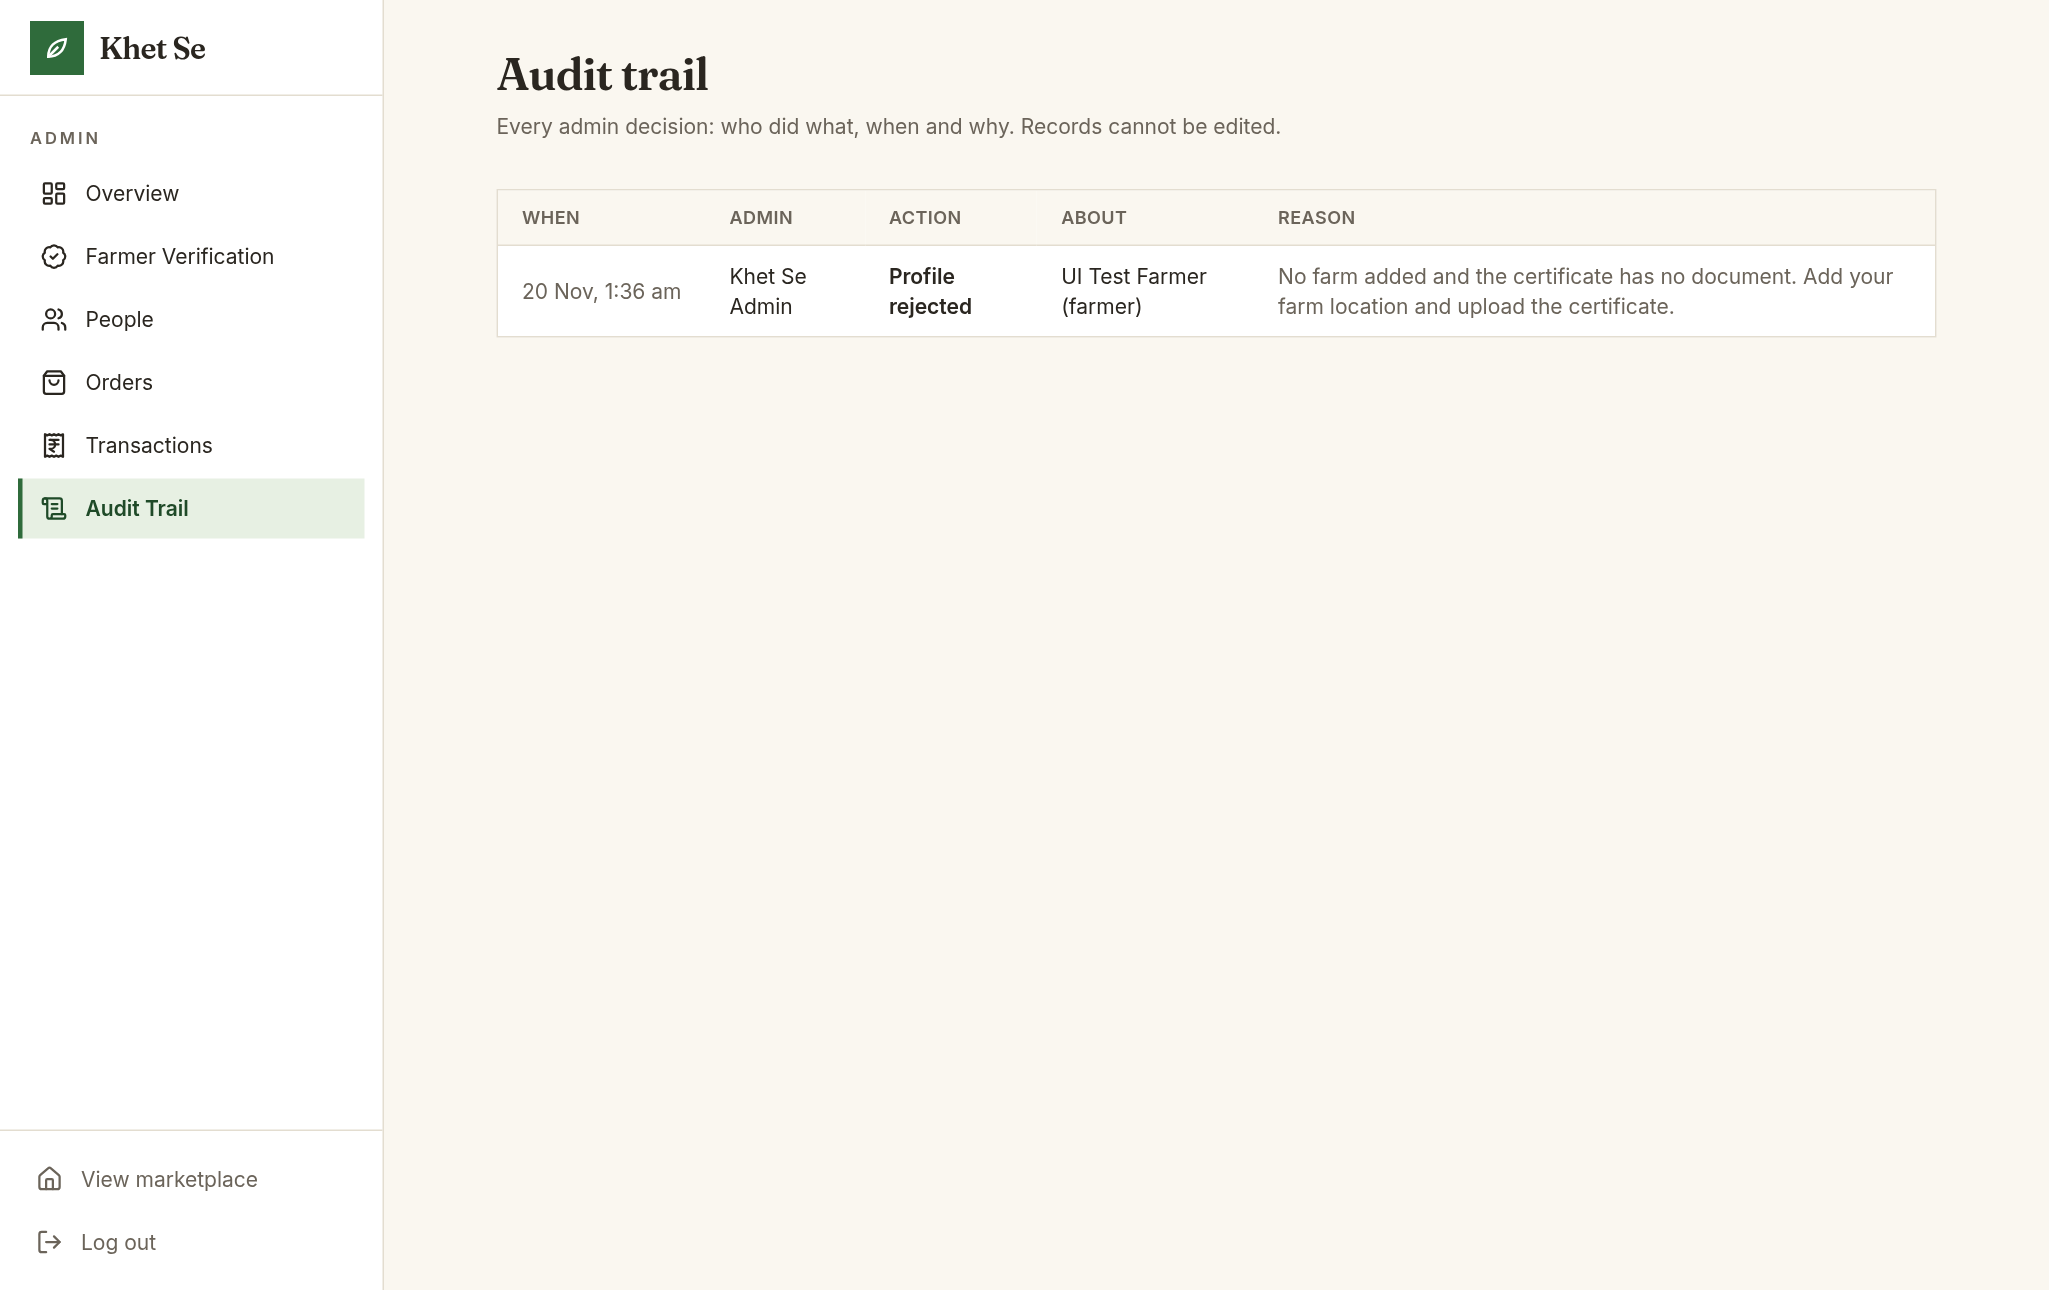 Khet Se
ADMIN
Overview
Farmer Verification
People
Orders
Transactions
Audit Trail
View marketplace
Log out
Audit trail
Every admin decision: who did what, when and why. Records cannot be edited.
WHEN ADMIN ACTION ABOUT REASON
20 Nov, 1:36 am
Khet Se
Admin
Profile
rejected
UI Test Farmer
(farmer)
No farm added and the certificate has no document. Add your
farm location and upload the certificate.